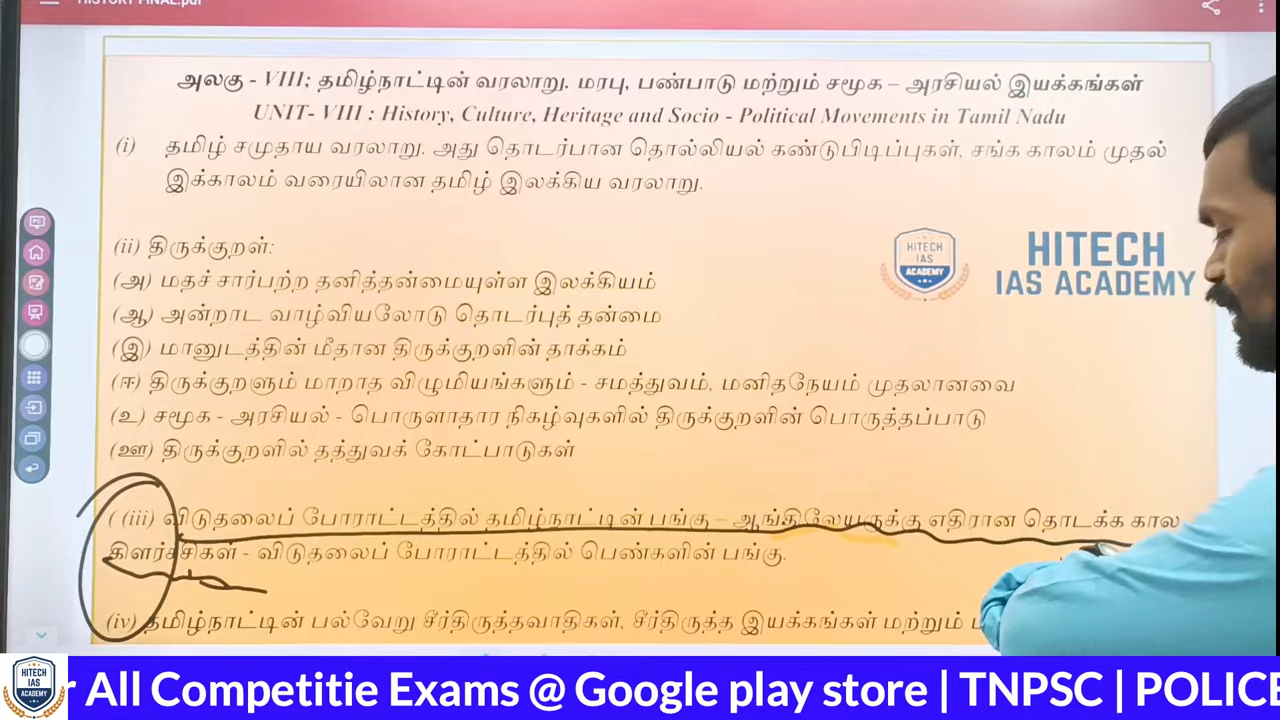 HISTORY FINAL.pdf
அலகு - VIII; தமிழ்நாட்டின் வரலாறு. மரபு, பண்பாடு மற்றும் சமூக – அரசியல் இயக்கங்கள்
UNIT- VIII : History, Culture, Heritage and Socio - Political Movements in Tamil Nadu
(i) தமிழ் சமுதாய வரலாறு. அது தொடர்பான தொல்லியல் கண்டுபிடிப்புகள், சங்க காலம் முதல்
இக்காலம் வரையிலான தமிழ் இலக்கிய வரலாறு.
(ii) திருக்குறள்:
(அ) மதச் சார்பற்ற தனித்தன்மையுள்ள இலக்கியம்
(ஆ) அன்றாட வாழ்வியலோடு தொடர்புத் தன்மை
(இ) மானுடத்தின் மீதான திருக்குறளின் தாக்கம்
(ஈ) திருக்குறளும் மாறாத விழுமியங்களும் - சமத்துவம், மனிதநேயம் முதலானவை
(உ) சமூக - அரசியல் - பொருளாதார நிகழ்வுகளில் திருக்குறளின் பொருத்தப்பாடு
(ஊ) திருக்குறளில் தத்துவக் கோட்பாடுகள்
HITECH
IAS ACADEMY
HITECH
IAS
ACADEMY
( (iii) விடுதலைப் போராட்டத்தில் தமிழ்நாட்டின் பங்கு – ஆங்கிலேயருக்கு எதிரான தொடக்க கால
கிளர்ச்சிகள் - விடுதலைப் போராட்டத்தில் பெண்களின் பங்கு.
(iv) தமிழ்நாட்டின் பல்வேறு சீர்திருத்தவாதிகள், சீர்திருத்த இயக்கங்கள் மற்றும்
HITECH
IAS
ACADEMY
r All Competitie Exams @ Google play store | TNPSC | POLICE